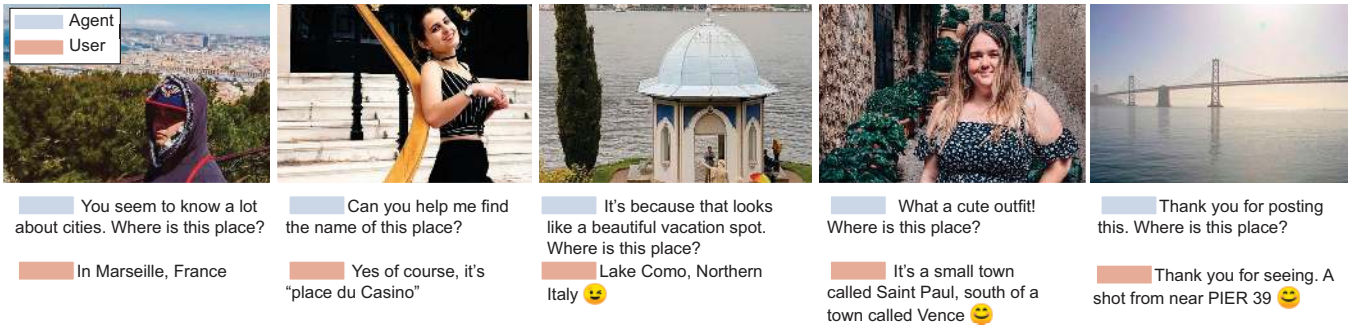 Agent
User
You seem to know a lot
about cities. Where is this place?
In Marseille, France
Can you help me find
the name of this place?
Yes of course, it's
“place du Casino”
It's because that looks
like a beautiful vacation spot.
Where is this place?
Lake Como, Northern
Italy 😉
What a cute outfit!
Where is this place?
It's a small town
called Saint Paul, south of a
town called Vence 😊
Thank you for posting
this. Where is this place?
Thank you for seeing. A
shot from near PIER 39 😊